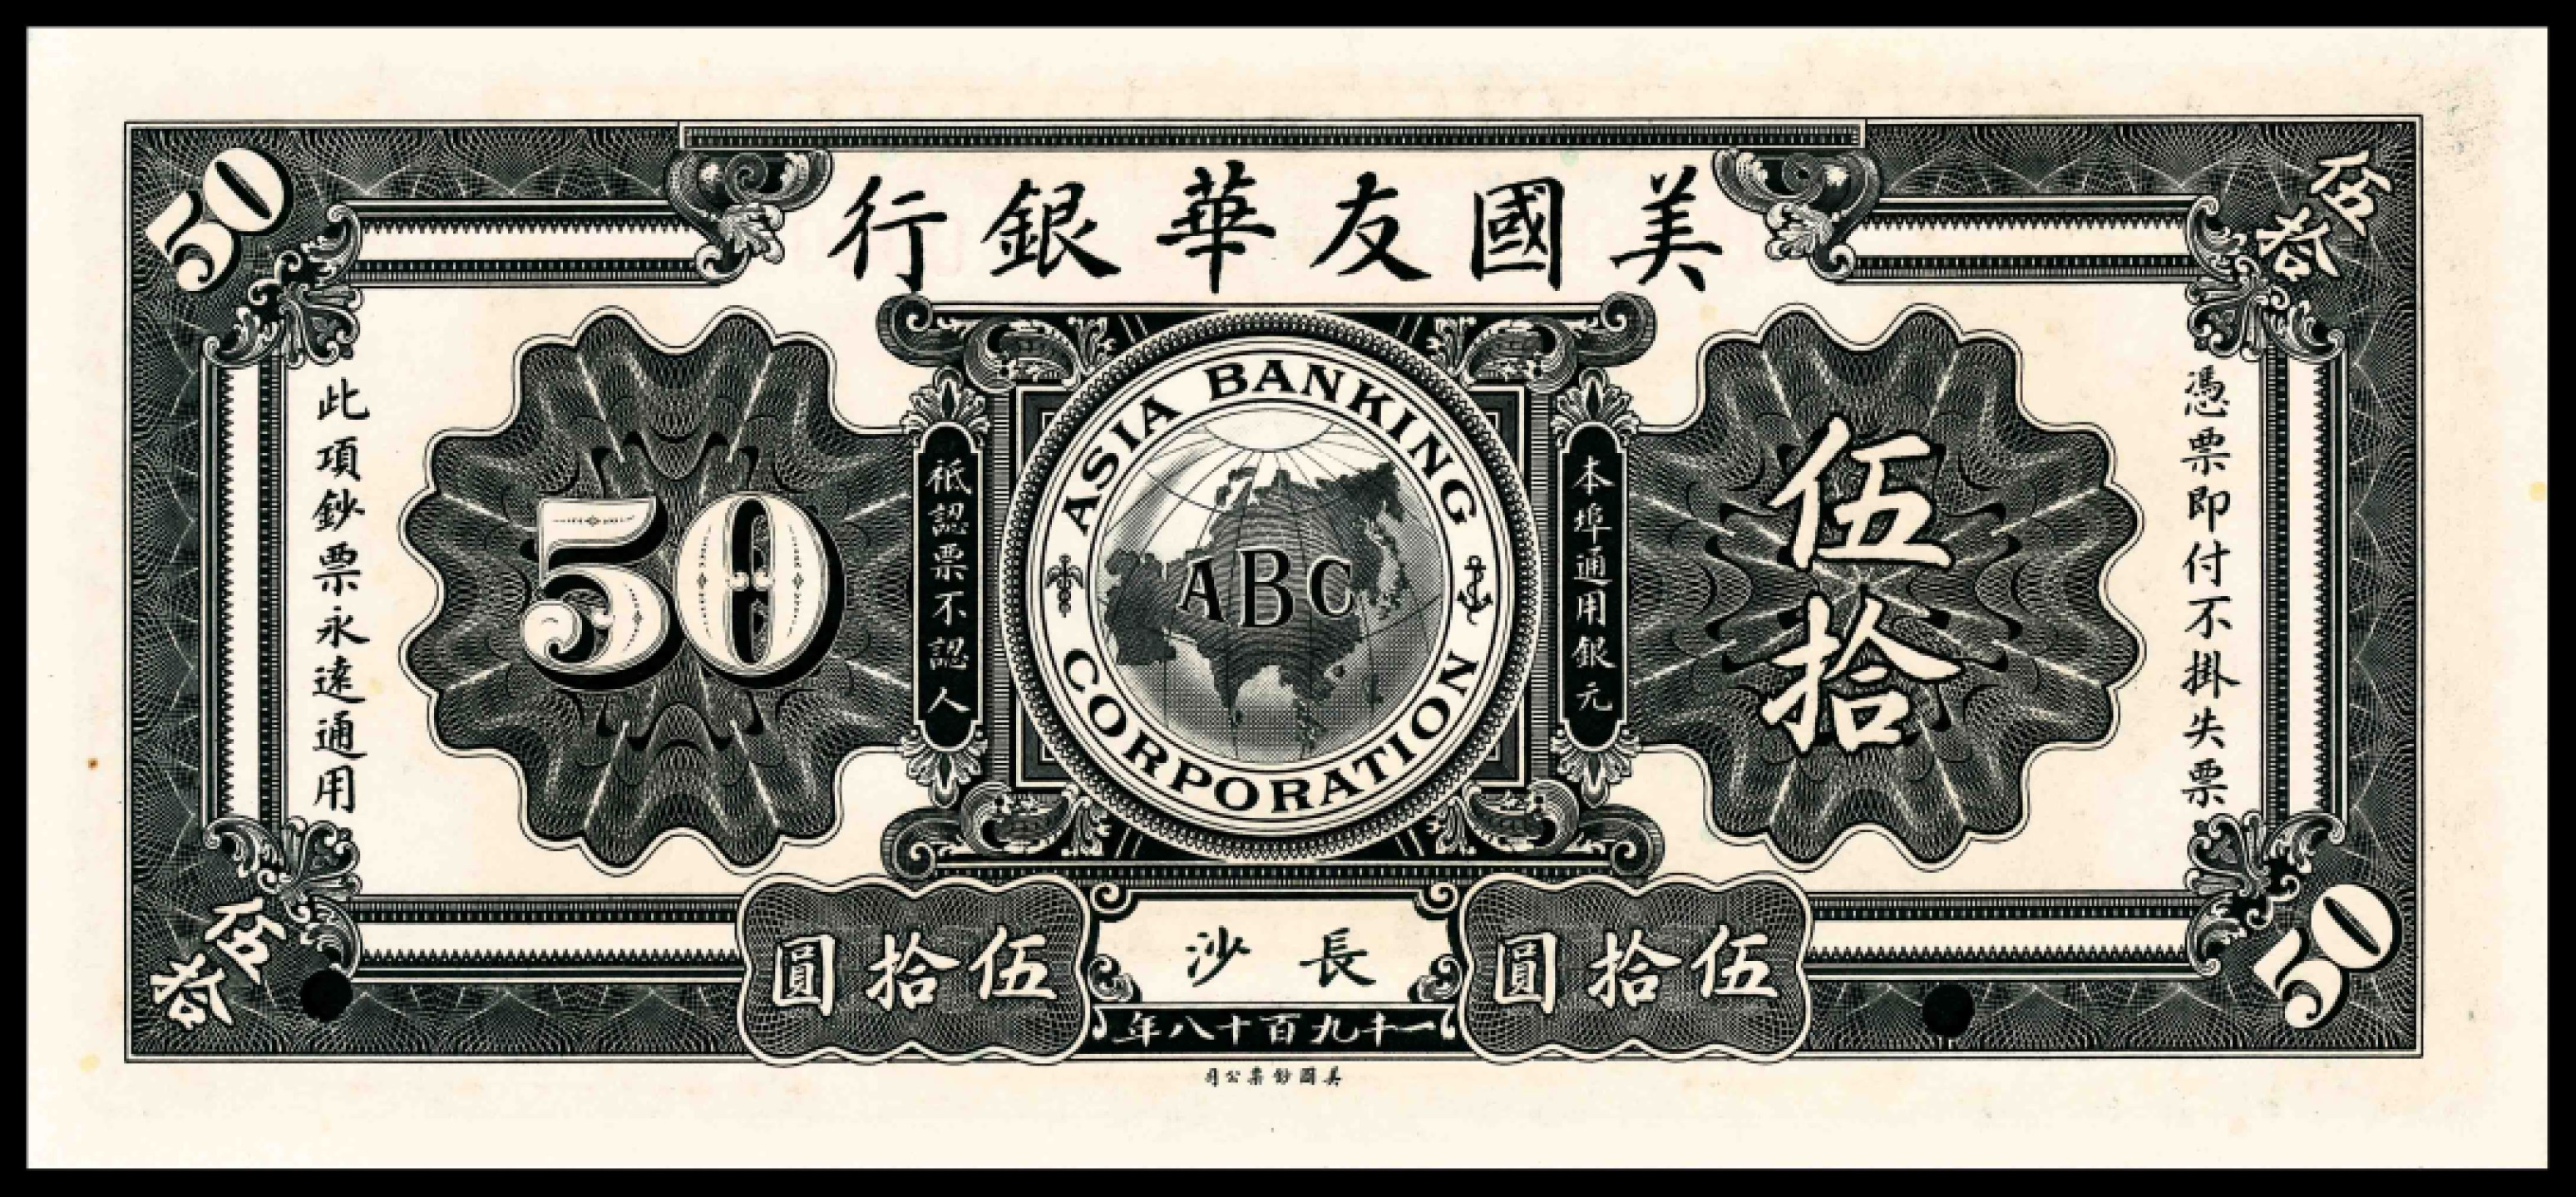 美國友華銀行
50
伍拾
憑票即付不掛失票
伍拾
本埠通用銀元
ASIA BANKING CORPORATION
ABC
祇認票不認人
50
此項鈔票永遠通用
伍拾圓
長沙
伍拾圓
一千九百十八年
伍拾
50
美國鈔票公司